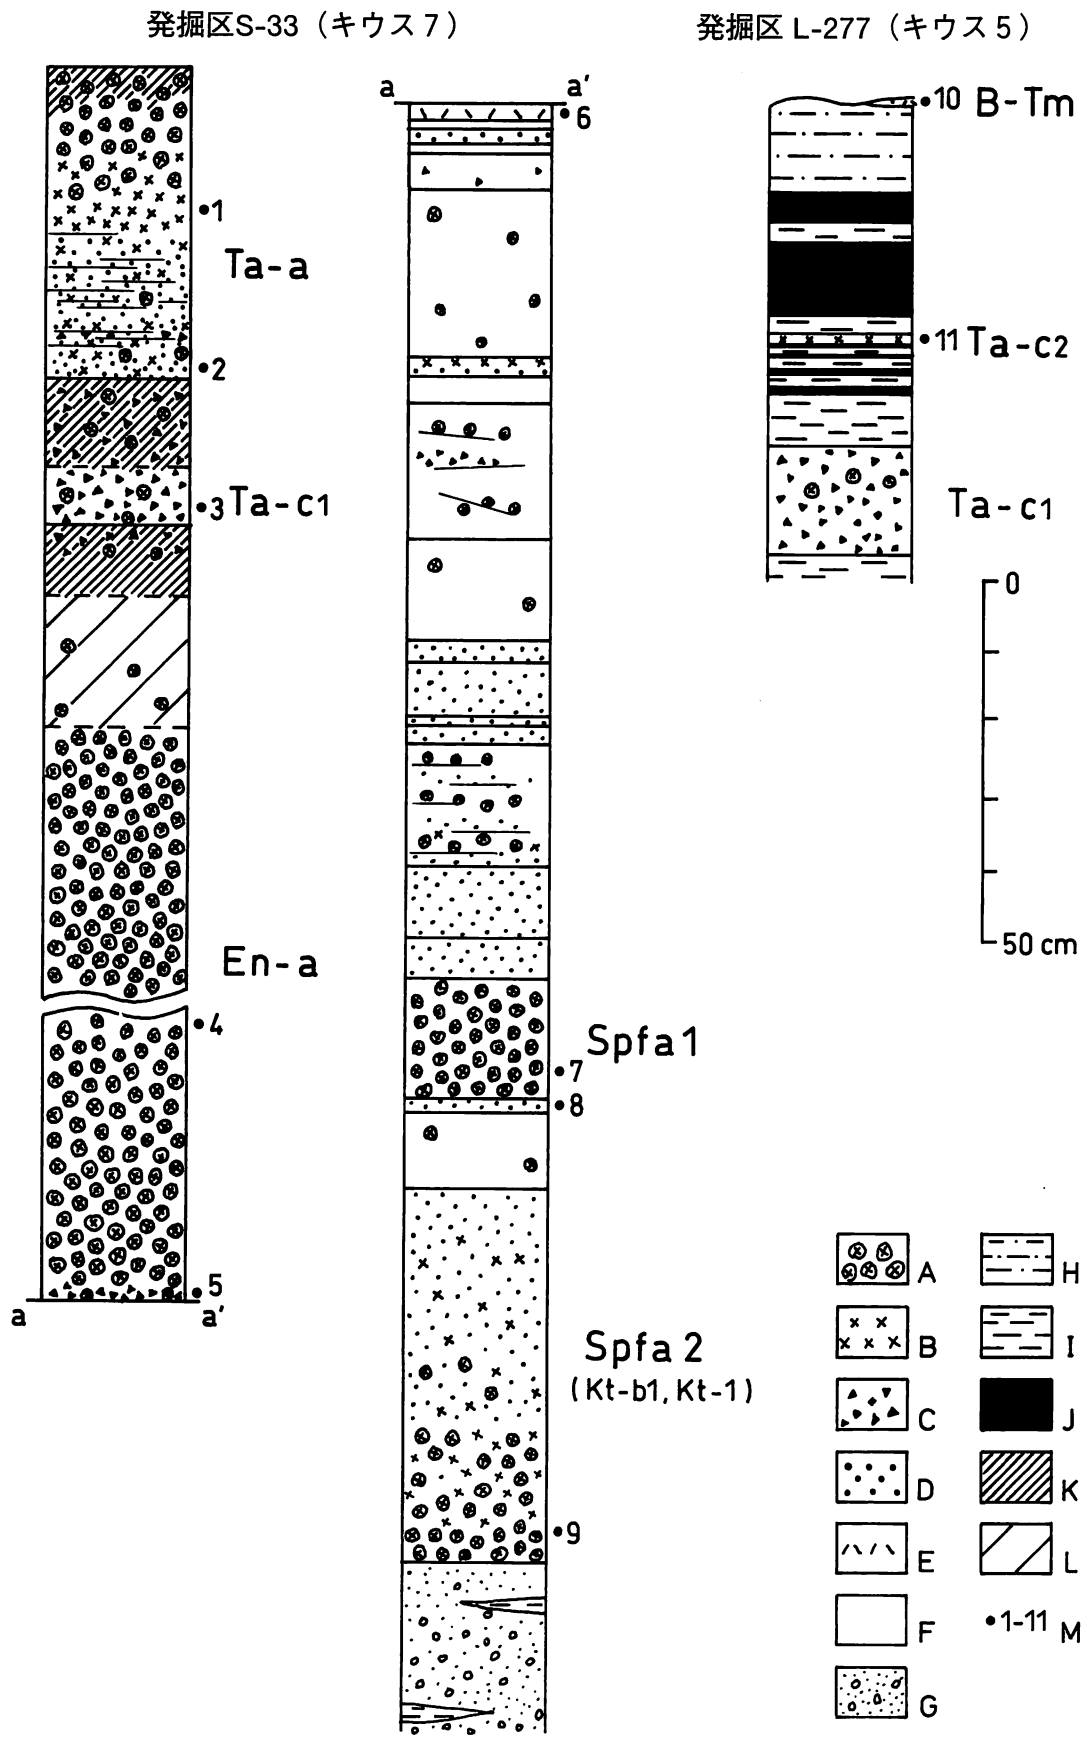 発掘区S-33（キウス7）
発掘区 L-277（キウス5）
•1
Ta-a
•2
•3 Ta-c1
En-a
•4
•5
a a'
a a'
•6
Spfa1
•7
•8
Spfa 2
(Kt-b1, Kt-1)
•9
•10 B-Tm
•11 Ta-c2
Ta-c1
0
50 cm
A
B
C
D
E
F
G
H
I
J
K
L
•1-11 M